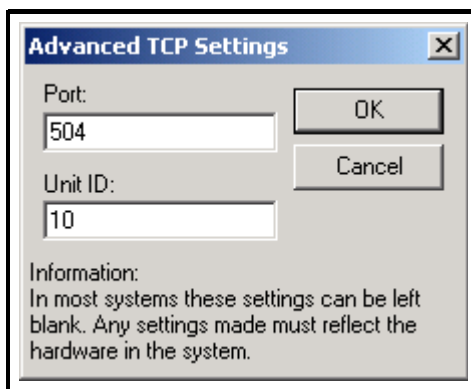 Advanced TCP Settings
Port:
504
OK
Unit ID:
10
Cancel
Information:
In most systems these settings can be left
blank. Any settings made must reflect the
hardware in the system.